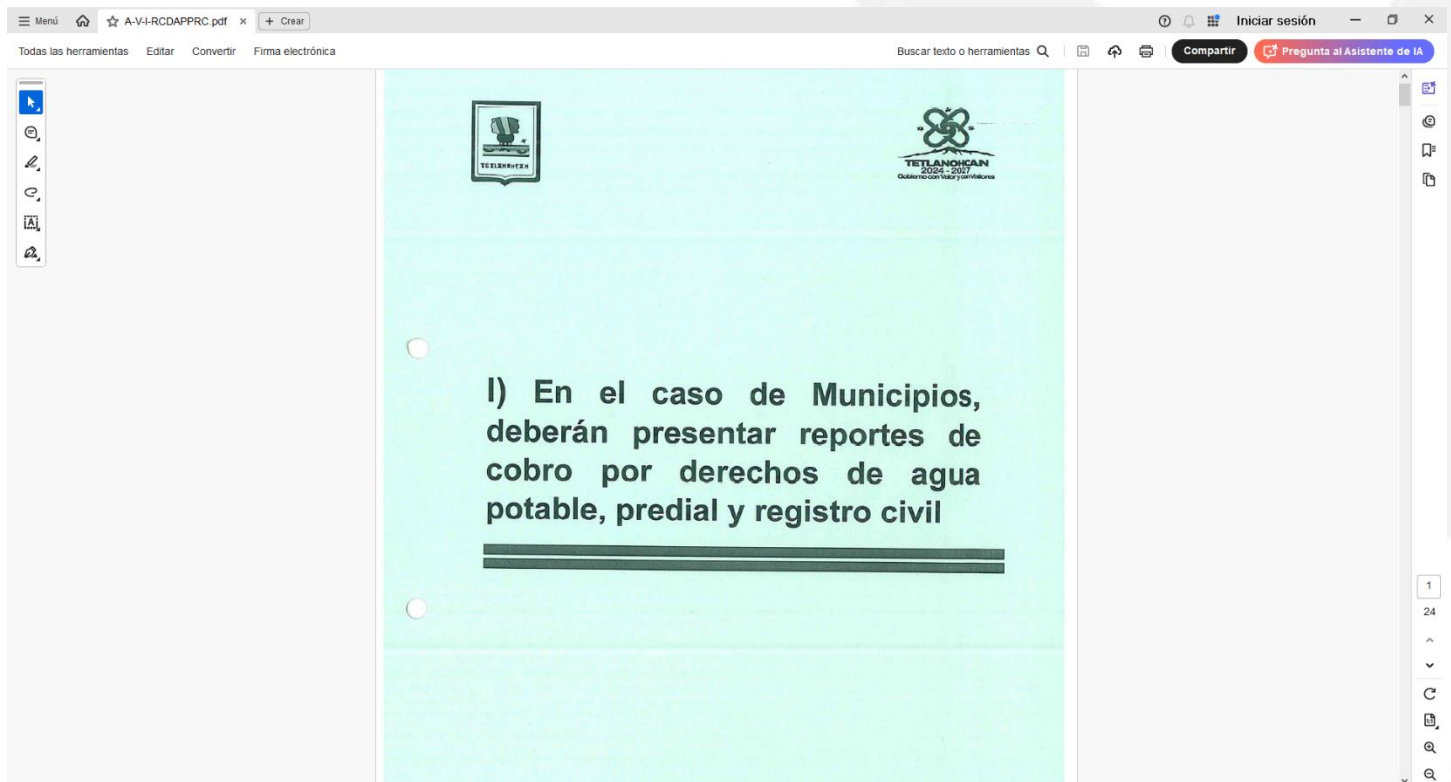 Menú
A-V-I-RCDAPPRC.pdf
+ Crear
Iniciar sesión
Todas las herramientas Editar Convertir Firma electrónica
Buscar texto o herramientas
Compartir
Pregunta al Asistente de IA
TETLANOHCAN
TETLANOHCAN
2024 - 2027
Gobierno con Valor y con Valores
I) En el caso de Municipios,
deberán presentar reportes de
cobro por derechos de agua
potable, predial y registro civil
1
24